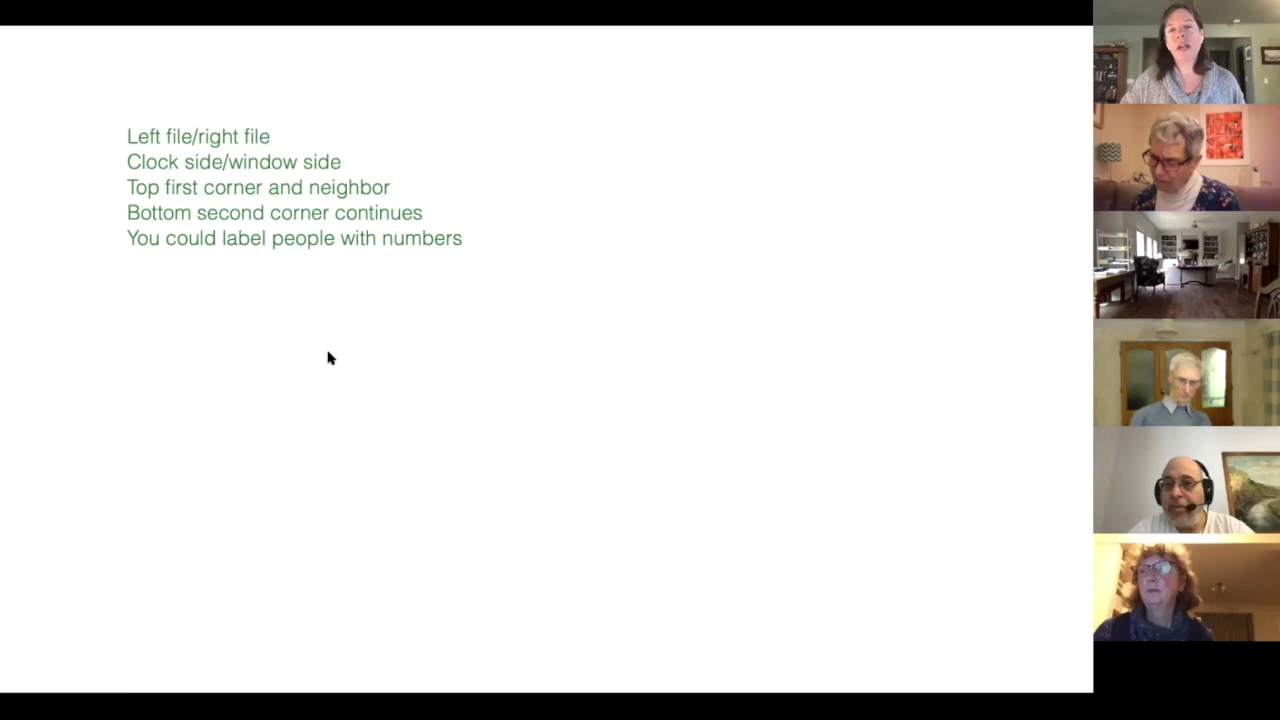 Left file/right file
Clock side/window side
Top first corner and neighbor
Bottom second corner continues
You could label people with numbers